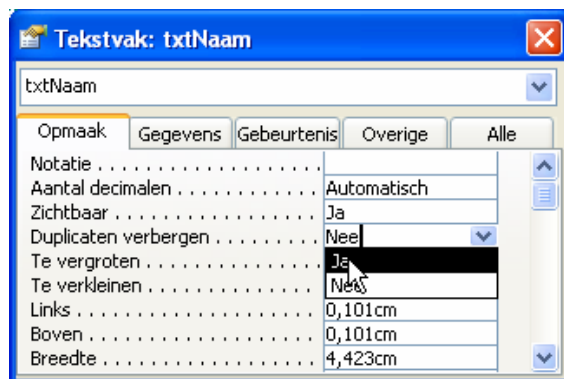 Tekstvak: txtNaam
txtNaam
Opmaak Gegevens Gebeurtenis Overige Alle
Notatie . . . . . . . . . . . . . . . . . . . .
Aantal decimalen . . . . . . . . . . . . Automatisch
Zichtbaar . . . . . . . . . . . . . . . . . . Ja
Duplicaten verbergen . . . . . . . . . Nee
Te vergroten . . . . . . . . . . . . . . . Ja
Te verkleinen . . . . . . . . . . . . . . Nee
Links . . . . . . . . . . . . . . . . . . . . . 0,101cm
Boven . . . . . . . . . . . . . . . . . . . . 0,101cm
Breedte . . . . . . . . . . . . . . . . . . . 4,423cm